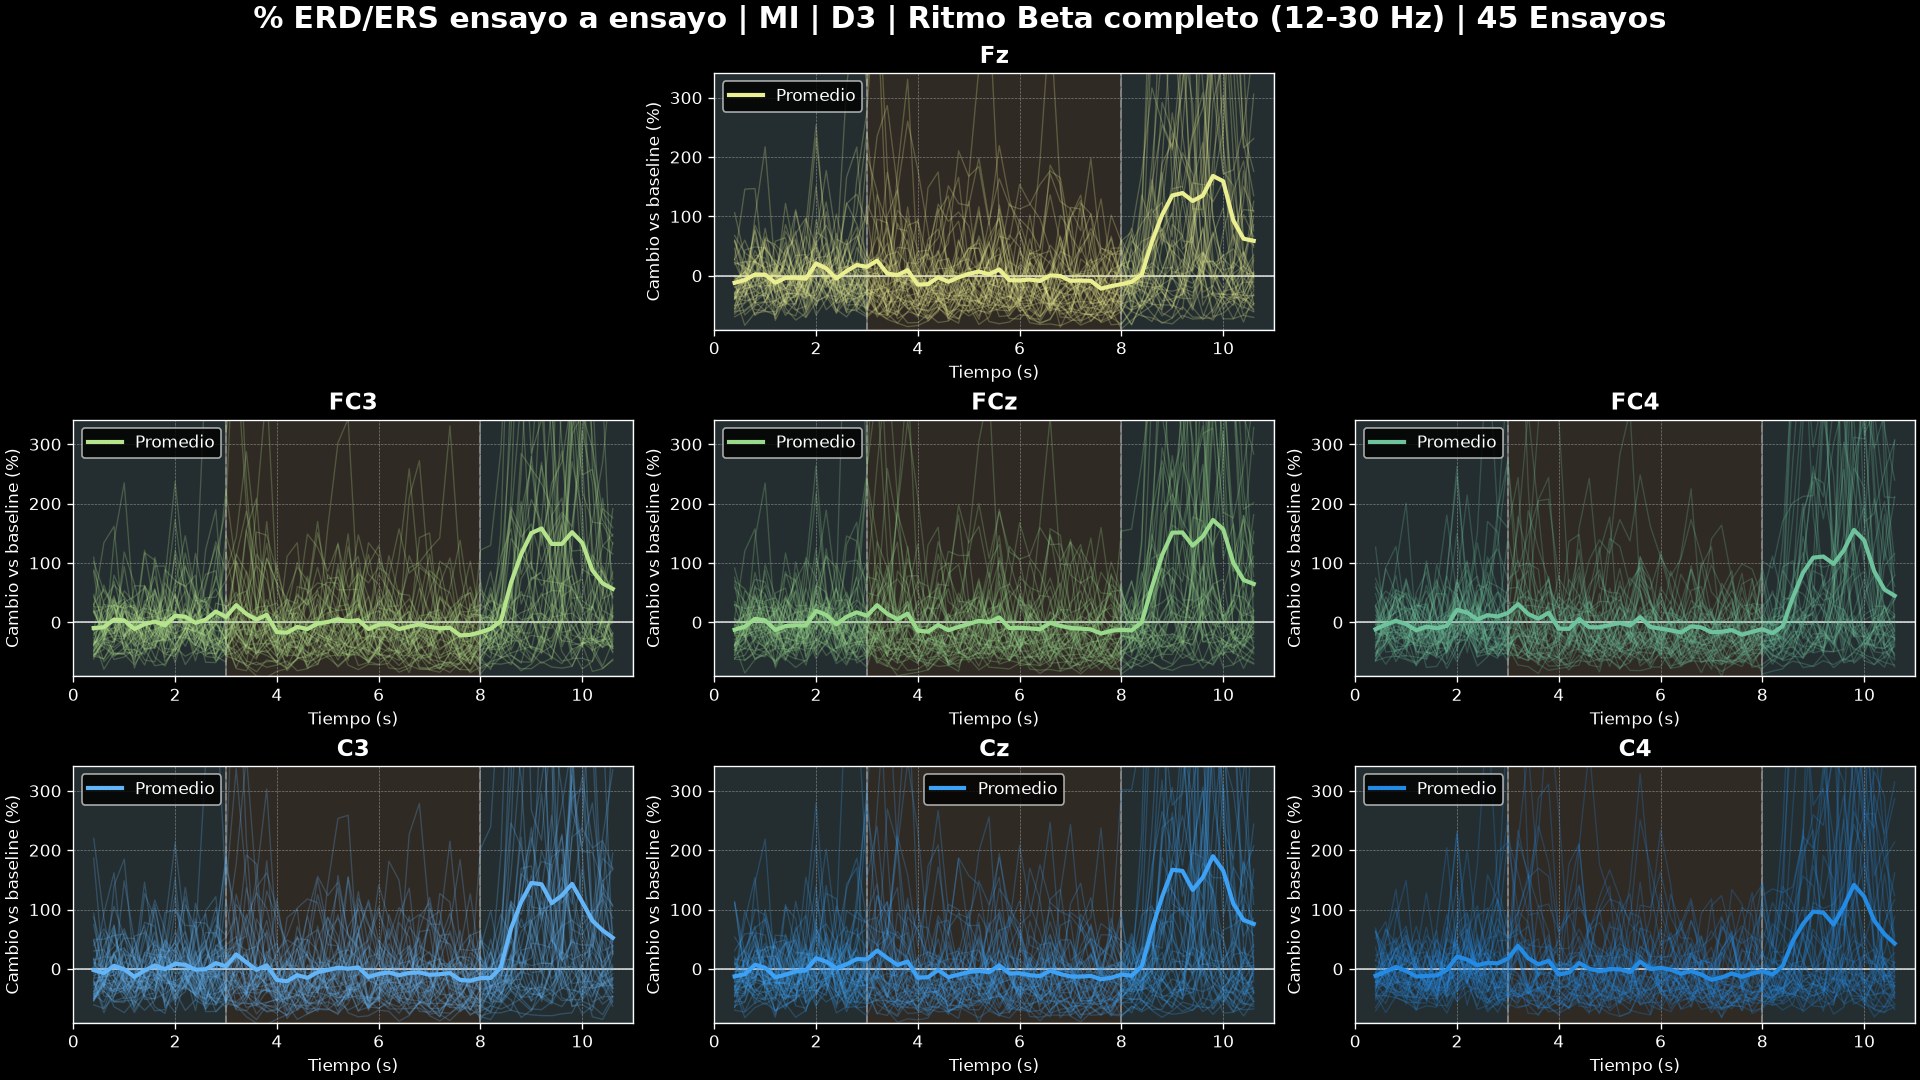 % ERD/ERS ensayo a ensayo | MI | D3 | Ritmo Beta completo (12-30 Hz) | 45 Ensayos
Fz
Promedio
Cambio vs baseline (%)
300
200
100
0
0 2 4 6 8 10
Tiempo (s)
FC3
Promedio
Cambio vs baseline (%)
300
200
100
0
0 2 4 6 8 10
Tiempo (s)
FCz
Promedio
Cambio vs baseline (%)
300
200
100
0
0 2 4 6 8 10
Tiempo (s)
FC4
Promedio
Cambio vs baseline (%)
300
200
100
0
0 2 4 6 8 10
Tiempo (s)
C3
Promedio
Cambio vs baseline (%)
300
200
100
0
0 2 4 6 8 10
Tiempo (s)
Cz
Promedio
Cambio vs baseline (%)
300
200
100
0
0 2 4 6 8 10
Tiempo (s)
C4
Promedio
Cambio vs baseline (%)
300
200
100
0
0 2 4 6 8 10
Tiempo (s)